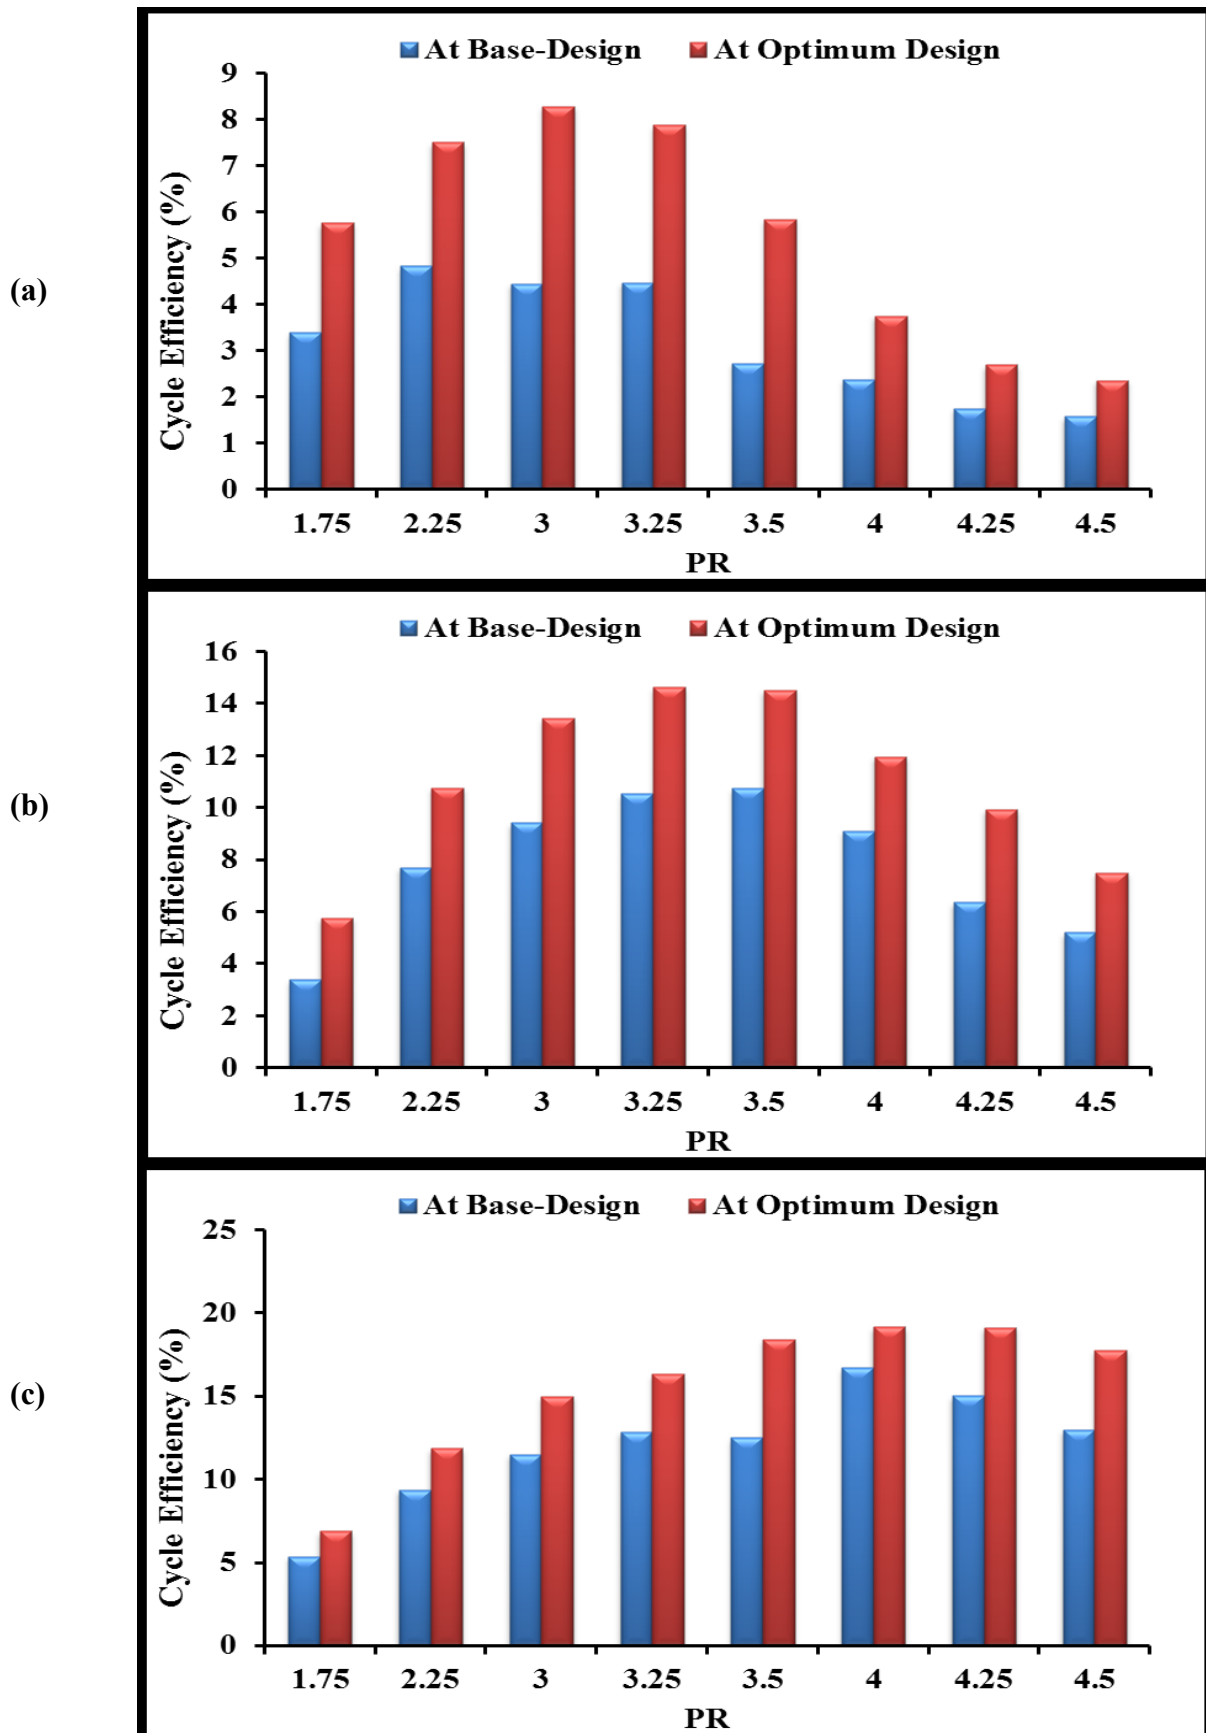 (a)
At Base-Design At Optimum Design
Cycle Efficiency (%)
9
8
7
6
5
4
3
2
1
0
1.75 2.25 3 3.25 3.5 4 4.25 4.5
PR
(b)
At Base-Design At Optimum Design
Cycle Efficiency (%)
16
14
12
10
8
6
4
2
0
1.75 2.25 3 3.25 3.5 4 4.25 4.5
PR
(c)
At Base-Design At Optimum Design
Cycle Efficiency (%)
25
20
15
10
5
0
1.75 2.25 3 3.25 3.5 4 4.25 4.5
PR